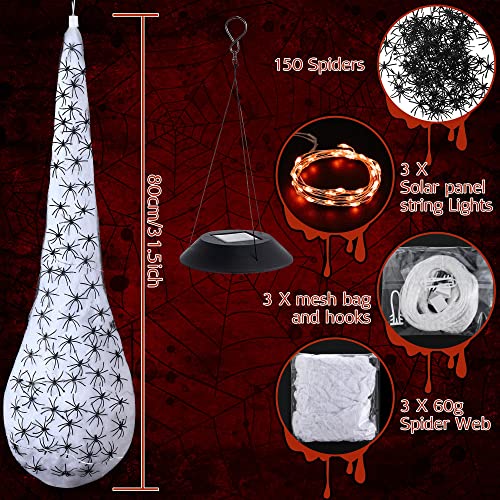 80cm/31.5ich
150 Spiders
3 X
Solar panel
string Lights
3 X mesh bag
and hooks
3 X 60g
Spider Web